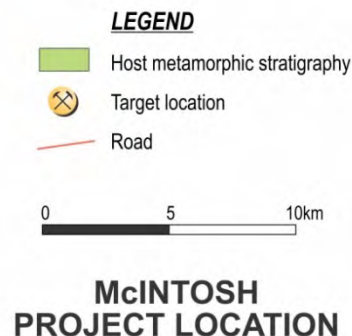 LEGEND
Host metamorphic stratigraphy
Target location
Road
0 5 10km
McINTOSH
PROJECT LOCATION